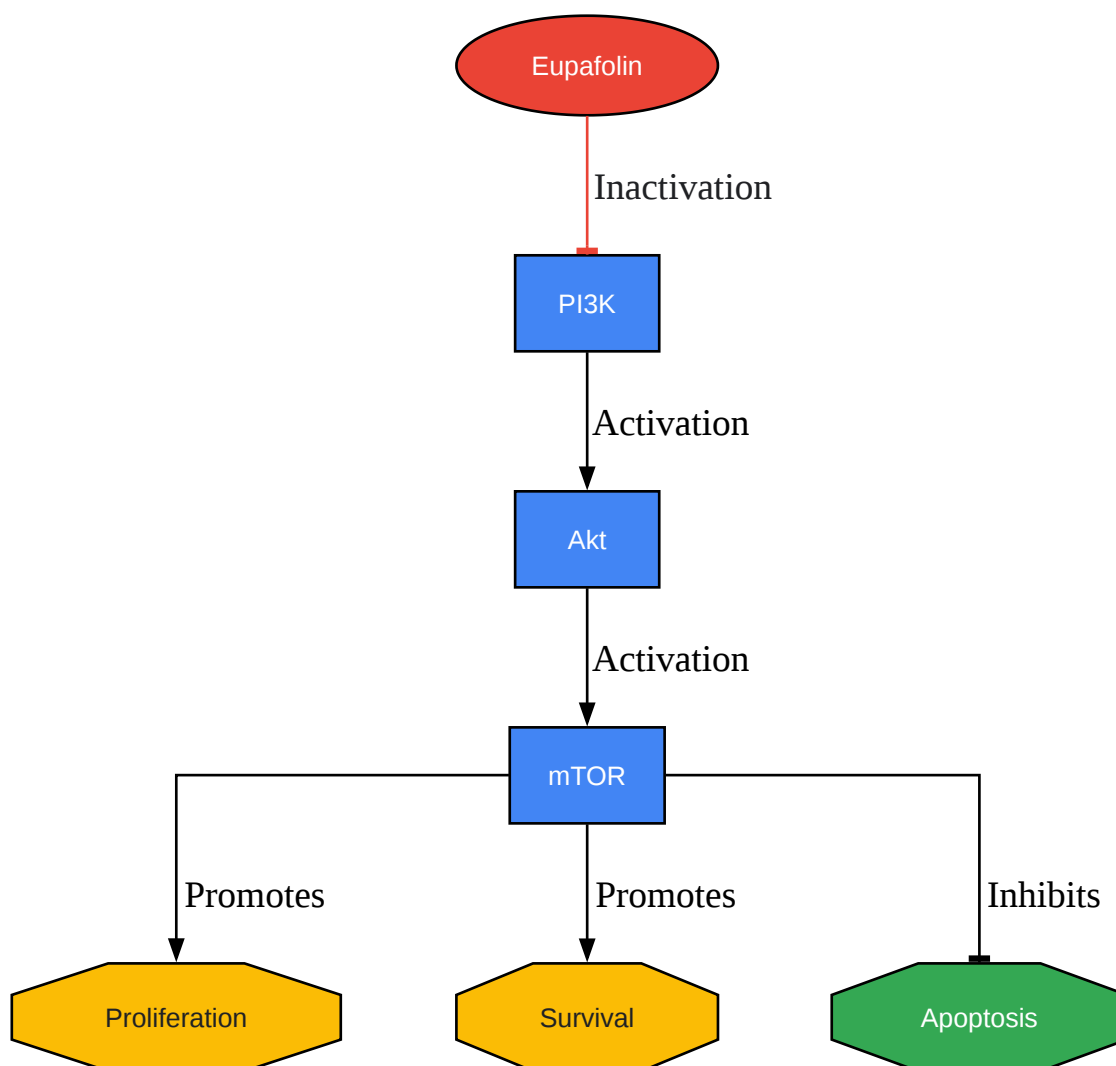 Eupafolin
Inactivation
PI3K
Activation
Akt
Activation
mTOR
Promotes
Promotes
Inhibits
Proliferation
Survival
Apoptosis